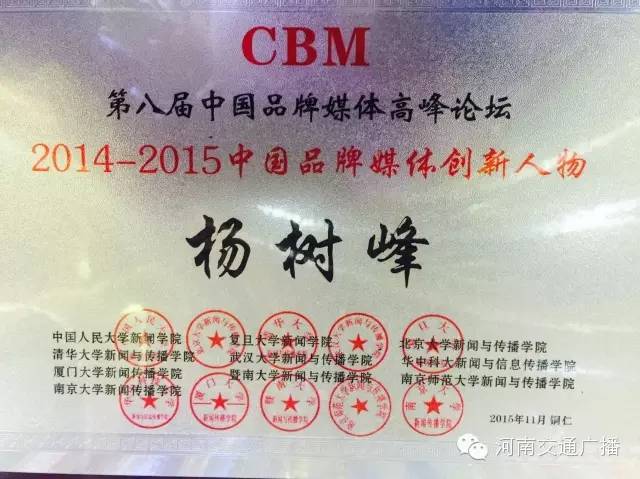 CBM
第八届中国品牌媒体高峰论坛
2014-2015中国品牌媒体创新人物
杨树峰
中国人民大学新闻学院 复旦大学新闻学院 北京大学新闻与传播学院
清华大学新闻与传播学院 武汉大学新闻与传播学院 华中科大新闻与信息传播学院
厦门大学新闻与传播学院 暨南大学新闻与传播学院 南京师范大学新闻与传播学院
南京大学新闻与传播学院
2015年11月 铜仁
河南交通广播